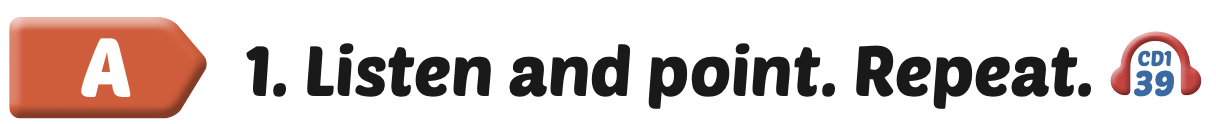 A 1. Listen and point. Repeat. CD1 39